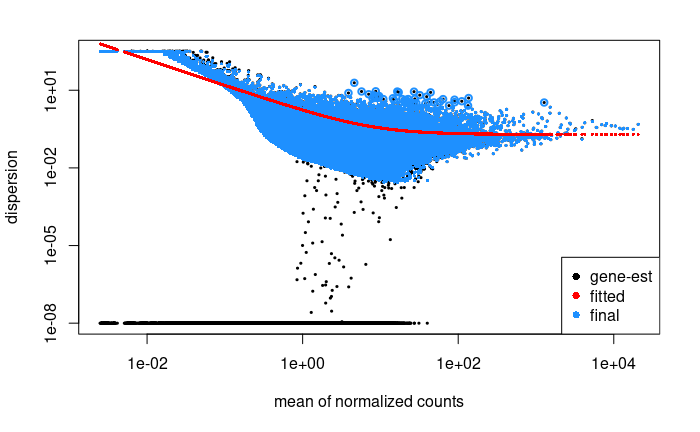 dispersion
1e+01
1e-02
1e-05
1e-08
gene-est
fitted
final
1e-02
1e+00
1e+02
1e+04
mean of normalized counts